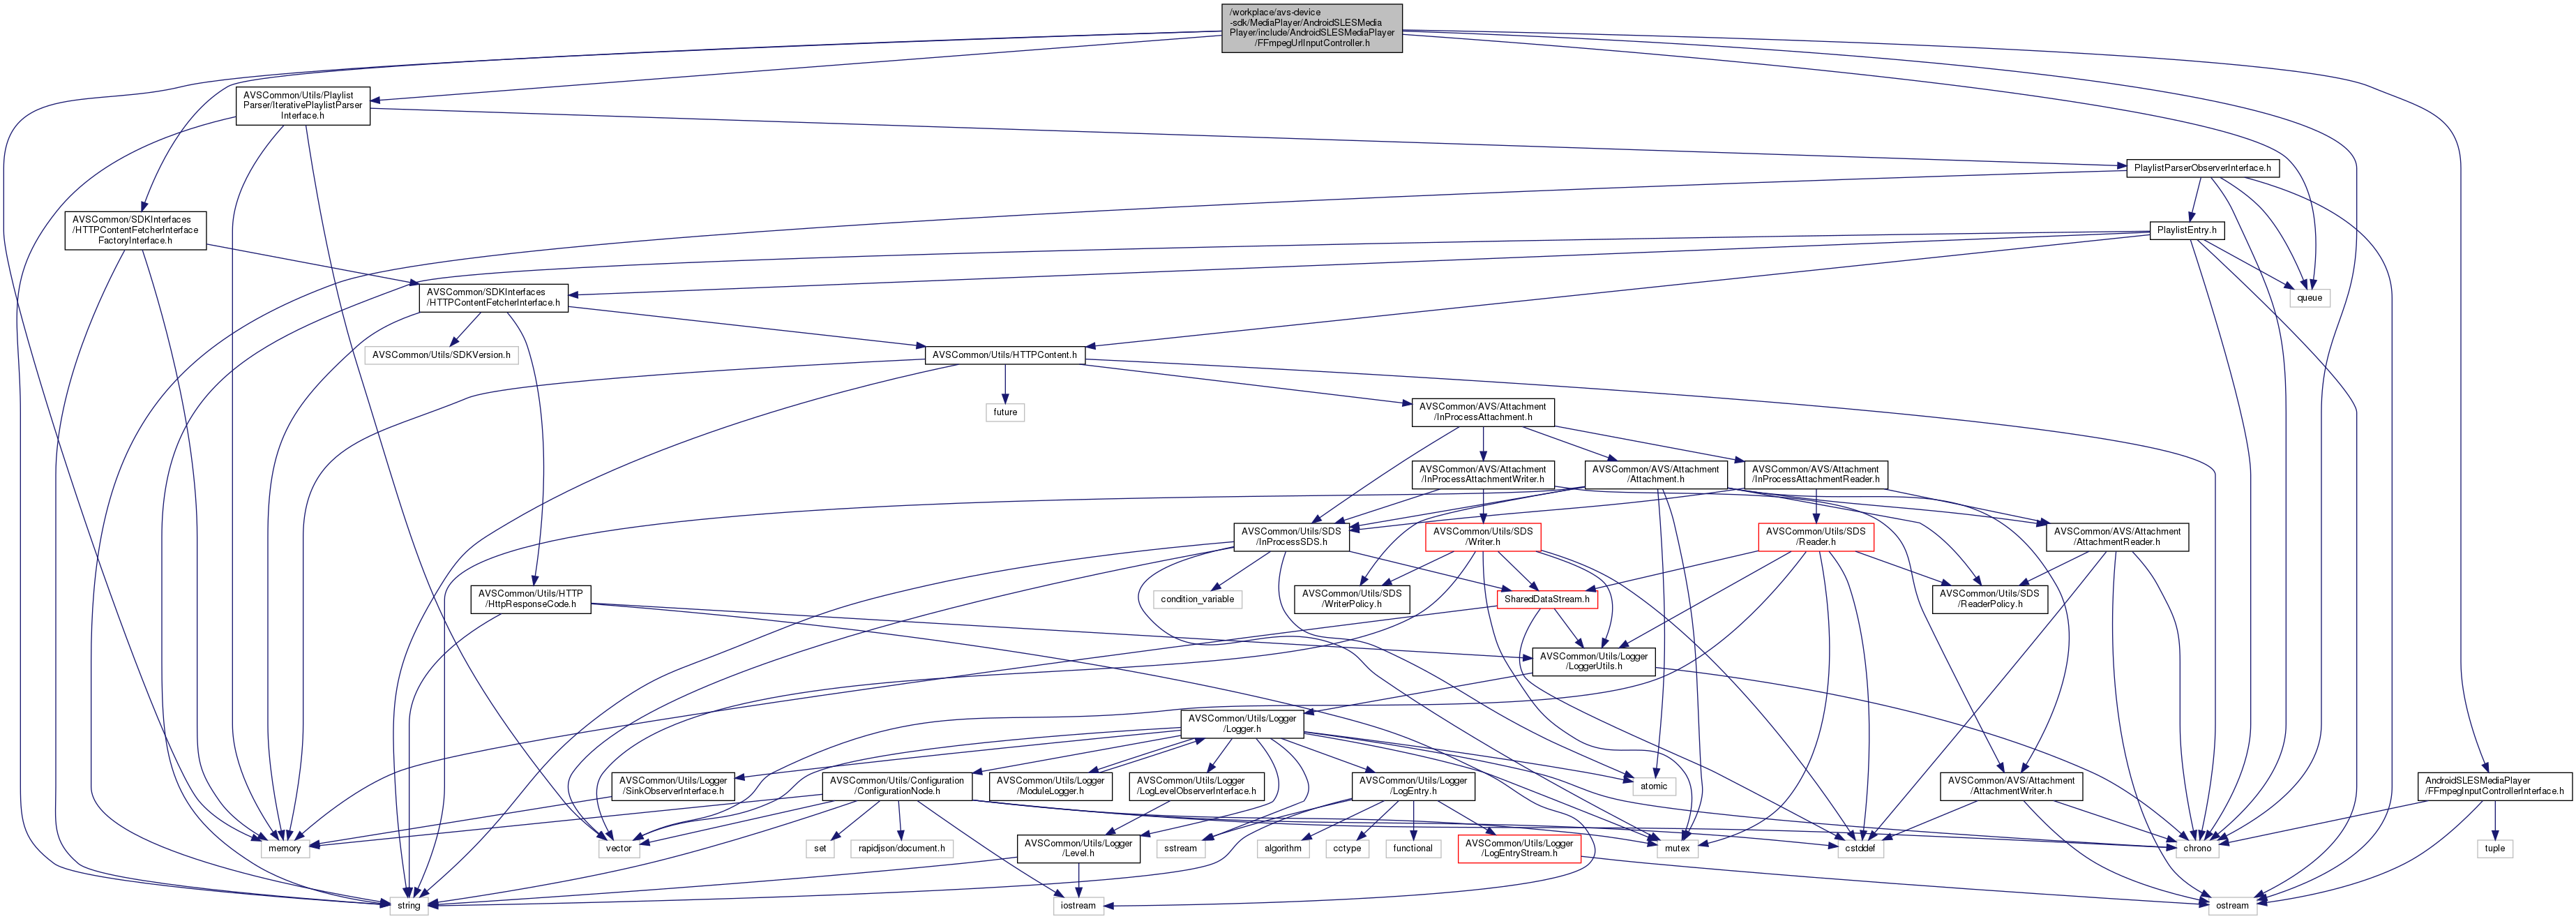 /workplace/avs-device
-sdk/MediaPlayer/AndroidSLESMedia
Player/include/AndroidSLESMediaPlayer
/FFmpegUrlInputController.h
AVSCommon/Utils/Playlist
Parser/IterativePlaylistParser
Interface.h
PlaylistParserObserverInterface.h
AVSCommon/SDKInterfaces
/HTTPContentFetcherInterface
FactoryInterface.h
PlaylistEntry.h
AVSCommon/SDKInterfaces
/HTTPContentFetcherInterface.h
queue
AVSCommon/Utils/SDKVersion.h
AVSCommon/Utils/HTTPContent.h
future
AVSCommon/AVS/Attachment
/InProcessAttachment.h
AVSCommon/AVS/Attachment
/InProcessAttachmentWriter.h
AVSCommon/AVS/Attachment
/Attachment.h
AVSCommon/AVS/Attachment
/InProcessAttachmentReader.h
AVSCommon/Utils/SDS
/InProcessSDS.h
AVSCommon/Utils/SDS
/Writer.h
AVSCommon/Utils/SDS
/Reader.h
AVSCommon/AVS/Attachment
/AttachmentReader.h
AVSCommon/Utils/HTTP
/HttpResponseCode.h
condition_variable
AVSCommon/Utils/SDS
/WriterPolicy.h
SharedDataStream.h
AVSCommon/Utils/SDS
/ReaderPolicy.h
AVSCommon/Utils/Logger
/LoggerUtils.h
AVSCommon/Utils/Logger
/Logger.h
AVSCommon/Utils/Logger
/SinkObserverInterface.h
AVSCommon/Utils/Configuration
/ConfigurationNode.h
AVSCommon/Utils/Logger
/ModuleLogger.h
AVSCommon/Utils/Logger
/LogLevelObserverInterface.h
AVSCommon/Utils/Logger
/LogEntry.h
atomic
AVSCommon/AVS/Attachment
/AttachmentWriter.h
AndroidSLESMediaPlayer
/FFmpegInputControllerInterface.h
memory
vector
set
rapidjson/document.h
AVSCommon/Utils/Logger
/Level.h
sstream
algorithm
cctype
functional
AVSCommon/Utils/Logger
/LogEntryStream.h
mutex
cstddef
chrono
tuple
string
iostream
ostream